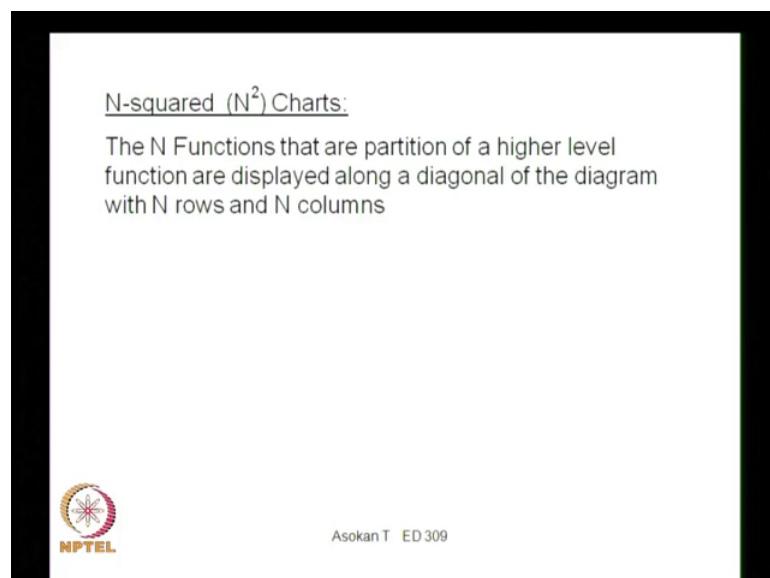 N-squared (N²) Charts:
The N Functions that are partition of a higher level
function are displayed along a diagonal of the diagram
with N rows and N columns
NPTEL
Asokan T ED 309